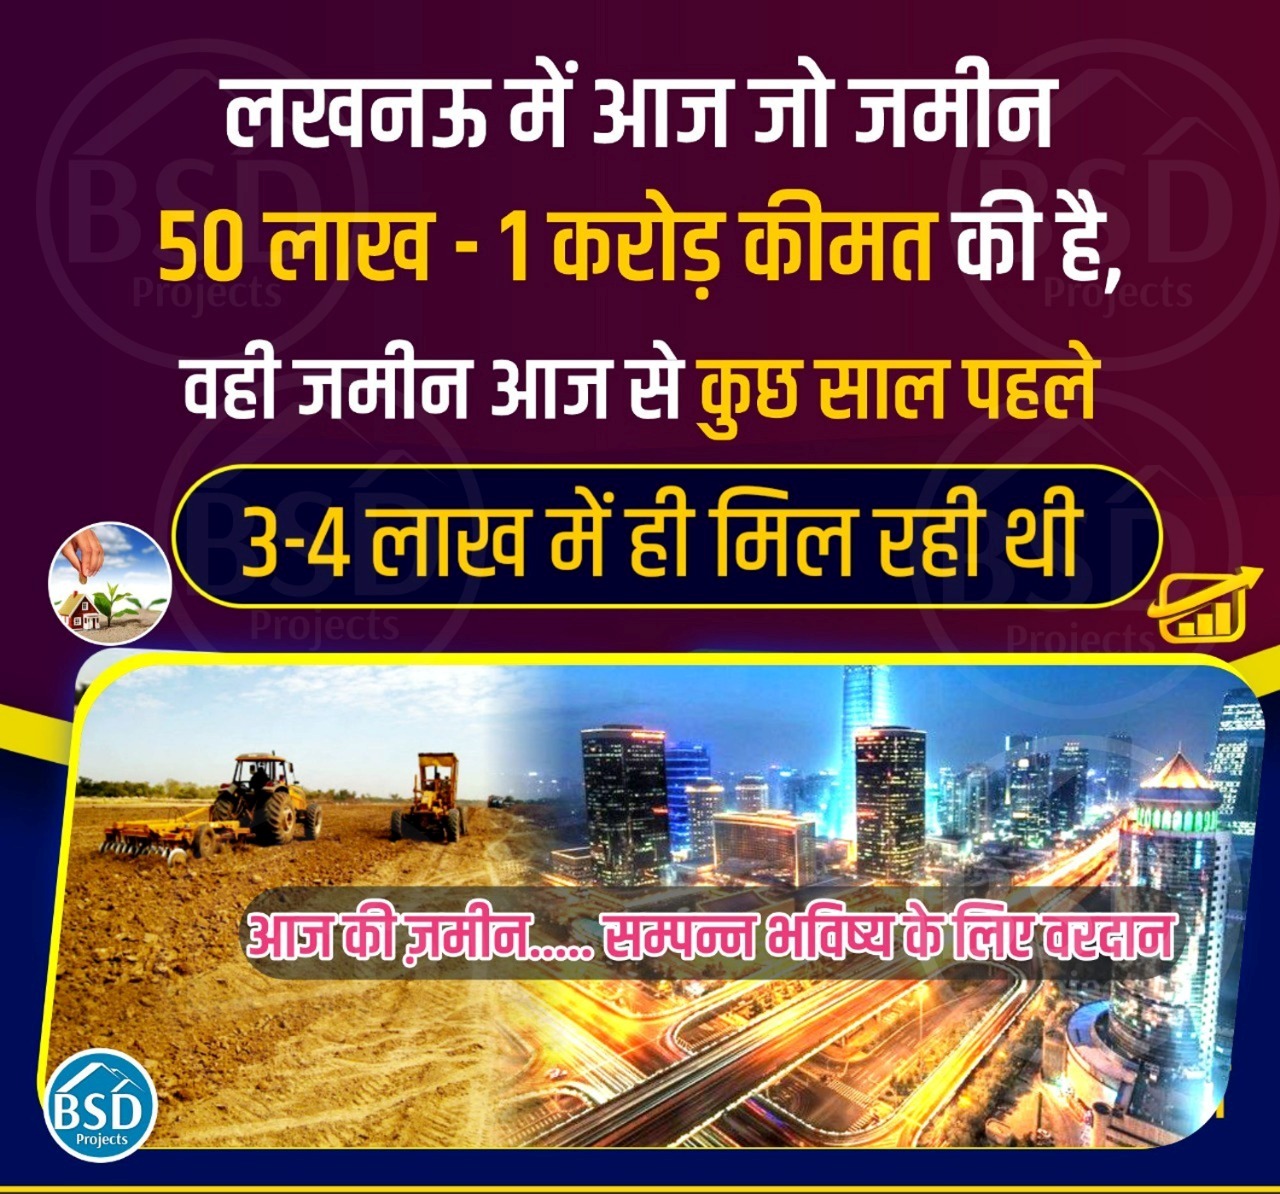 लखनऊ में आज जो जमीन
50 लाख - 1 करोड़ कीमत की है,
वही जमीन आज से कुछ साल पहले
3-4 लाख में ही मिल रही थी
आज की ज़मीन..... सम्पन्न भविष्य के लिए वरदान
BSD
Projects